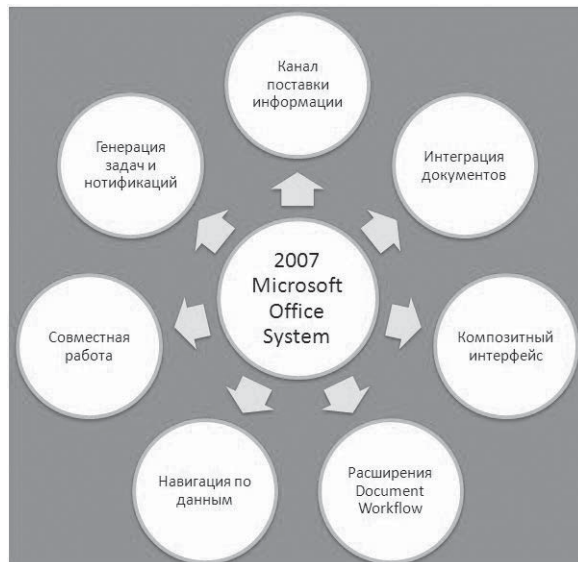 Канал
поставки
информации
Генерация
задач и
нотификаций
Интеграция
документов
2007
Microsoft
Office
System
Совместная
работа
Композитный
интерфейс
Навигация по
данным
Расширения
Document
Workflow